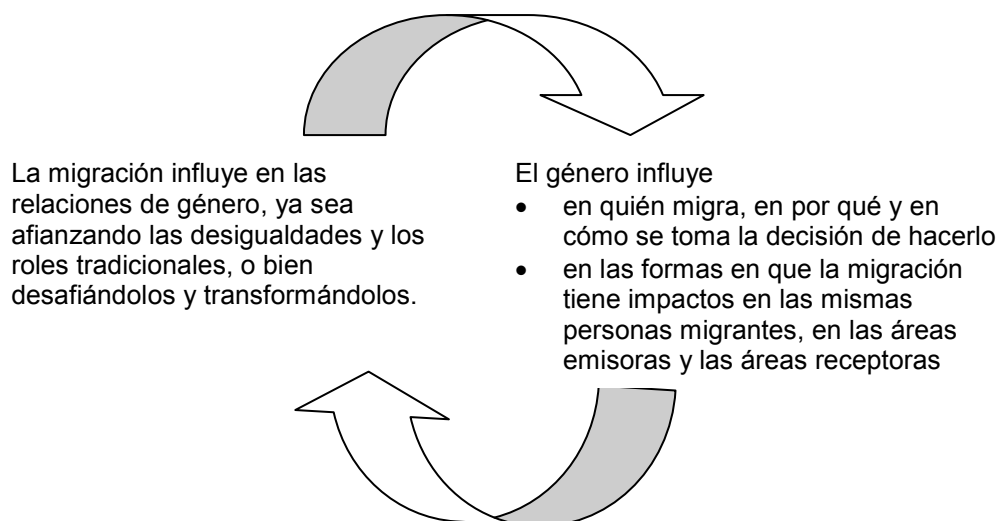 La migración influye en las
relaciones de género, ya sea
afianzando las desigualdades y los
roles tradicionales, o bien
desafiándolos y transformándolos.
El género influye
• en quién migra, en por qué y en
cómo se toma la decisión de hacerlo
• en las formas en que la migración
tiene impactos en las mismas
personas migrantes, en las áreas
emisoras y las áreas receptoras